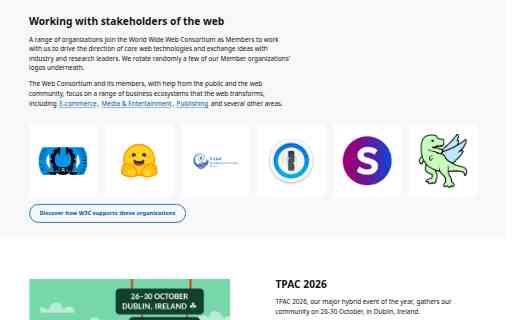 Working with stakeholders of the web
A range of organizations join the World Wide Web Consortium as Members to work
with us to drive the direction of core web technologies and exchange ideas with
industry and research leaders. We rotate randomly a few of our Member organizations'
logos underneath.
The Web Consortium and its members, with help from the public and the web
community, focus on a range of business ecosystems that the web transforms,
including E-commerce, Media & Entertainment, Publishing and several other areas.
S
Discover how W3C supports these organizations
26-30 OCTOBER
DUBLIN, IRELAND ☘
TPAC 2026
TPAC 2026, our major hybrid event of the year, gathers our
community on 26-30 October, in Dublin, Ireland.